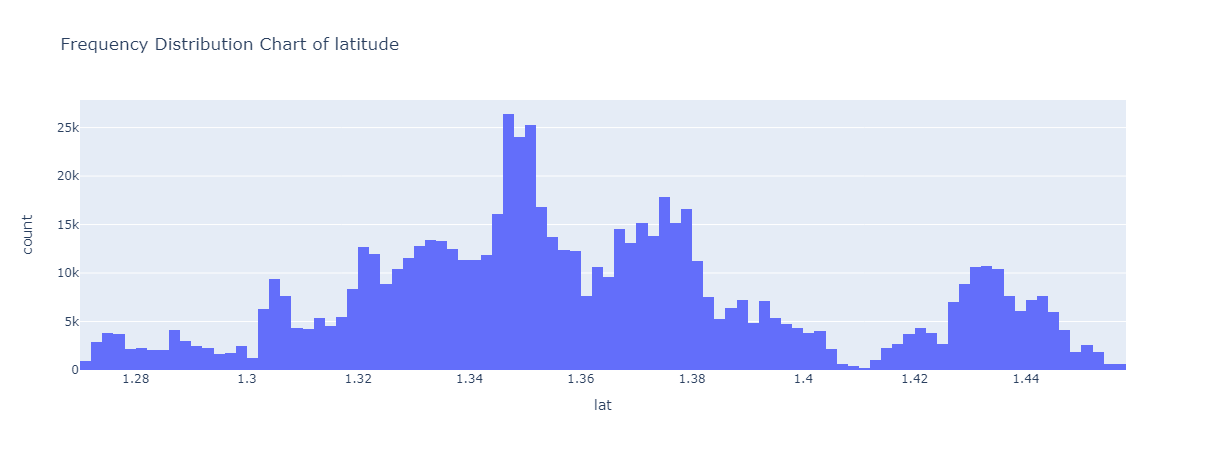 Frequency Distribution Chart of latitude
count
25k
20k
15k
10k
5k
0
1.28 1.3 1.32 1.34 1.36 1.38 1.4 1.42 1.44
lat